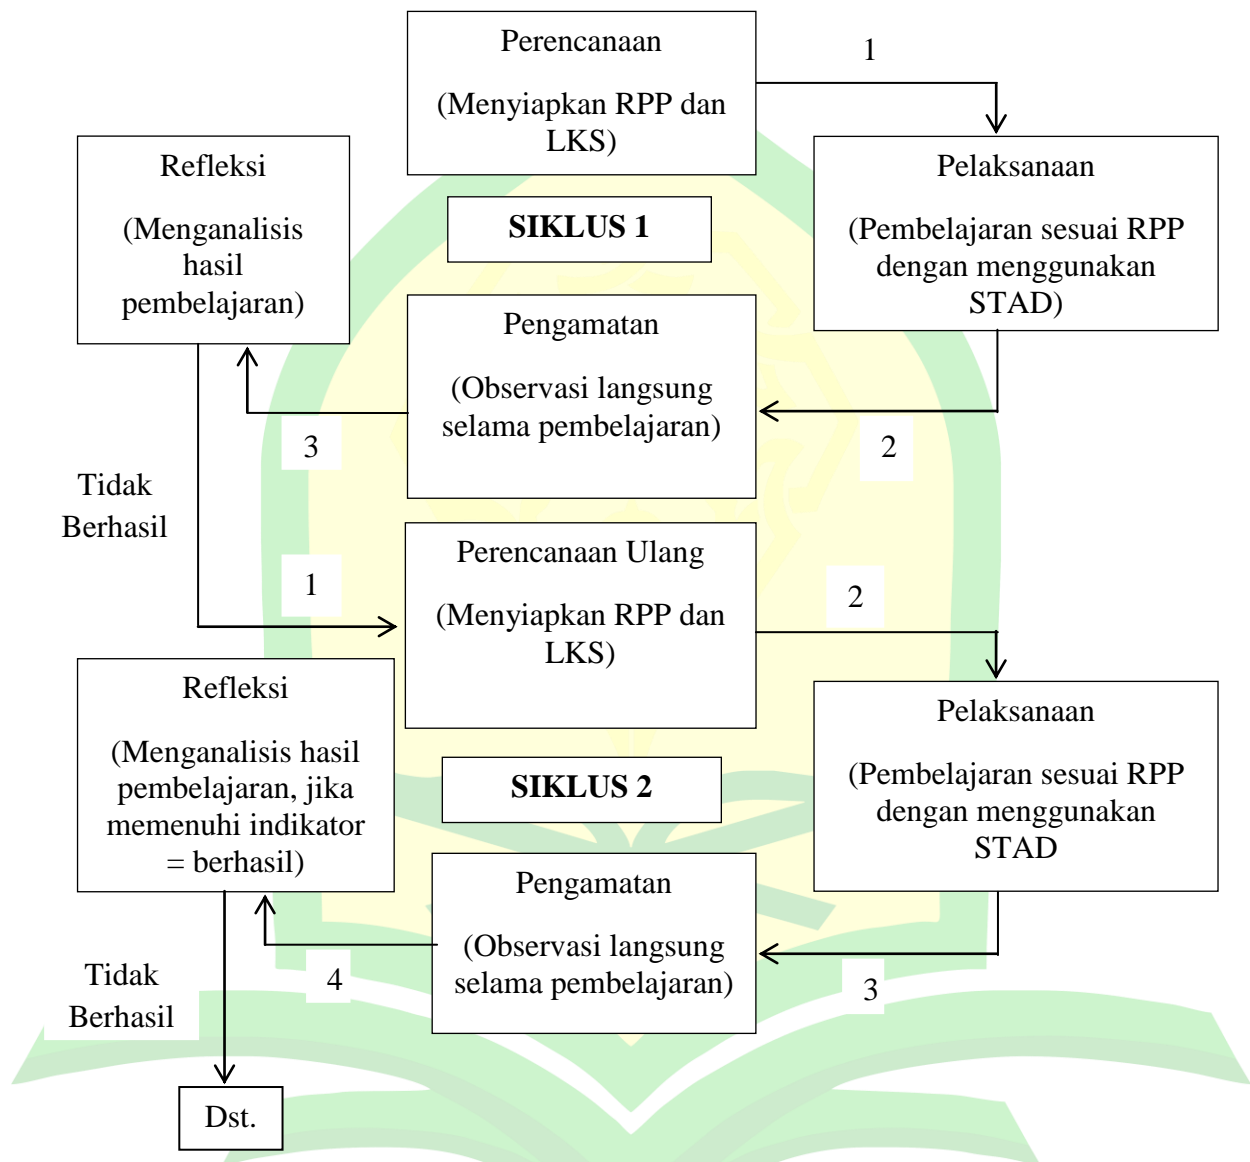 Perencanaan
(Menyiapkan RPP dan
LKS)
1
Refleksi
(Menganalisis
hasil
pembelajaran)
SIKLUS 1
Pelaksanaan
(Pembelajaran sesuai RPP
dengan menggunakan
STAD)
Pengamatan
(Observasi langsung
selama pembelajaran)
3
2
Tidak
Berhasil
1
Perencanaan Ulang
(Menyiapkan RPP dan
LKS)
2
Refleksi
(Menganalisis hasil
pembelajaran, jika
memenuhi indikator
= berhasil)
SIKLUS 2
Pelaksanaan
(Pembelajaran sesuai RPP
dengan menggunakan
STAD
Pengamatan
(Observasi langsung
selama pembelajaran)
4
3
Tidak
Berhasil
Dst.